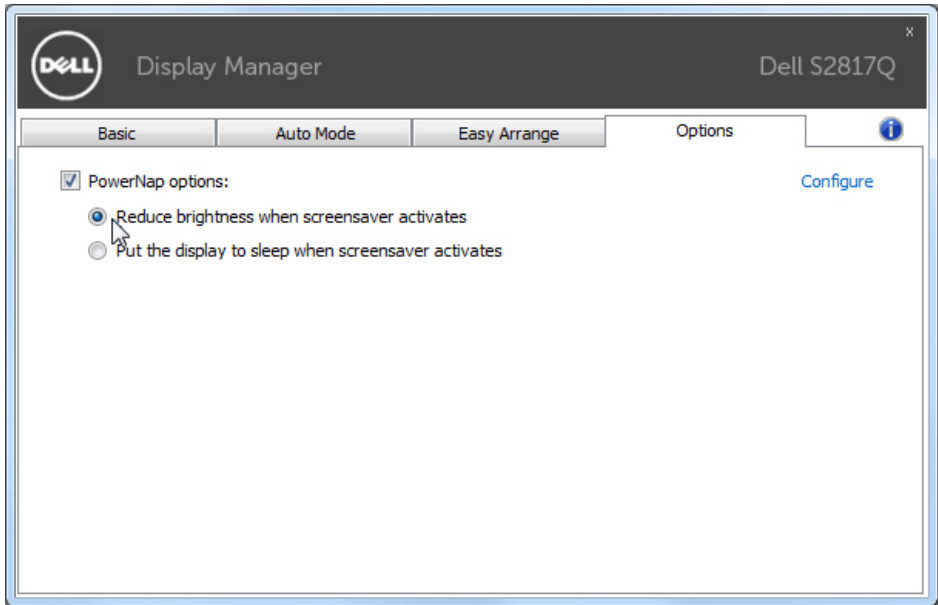 x
DELL Display Manager Dell S2817Q
Basic Auto Mode Easy Arrange Options i
PowerNap options: Configure
Reduce brightness when screensaver activates
Put the display to sleep when screensaver activates